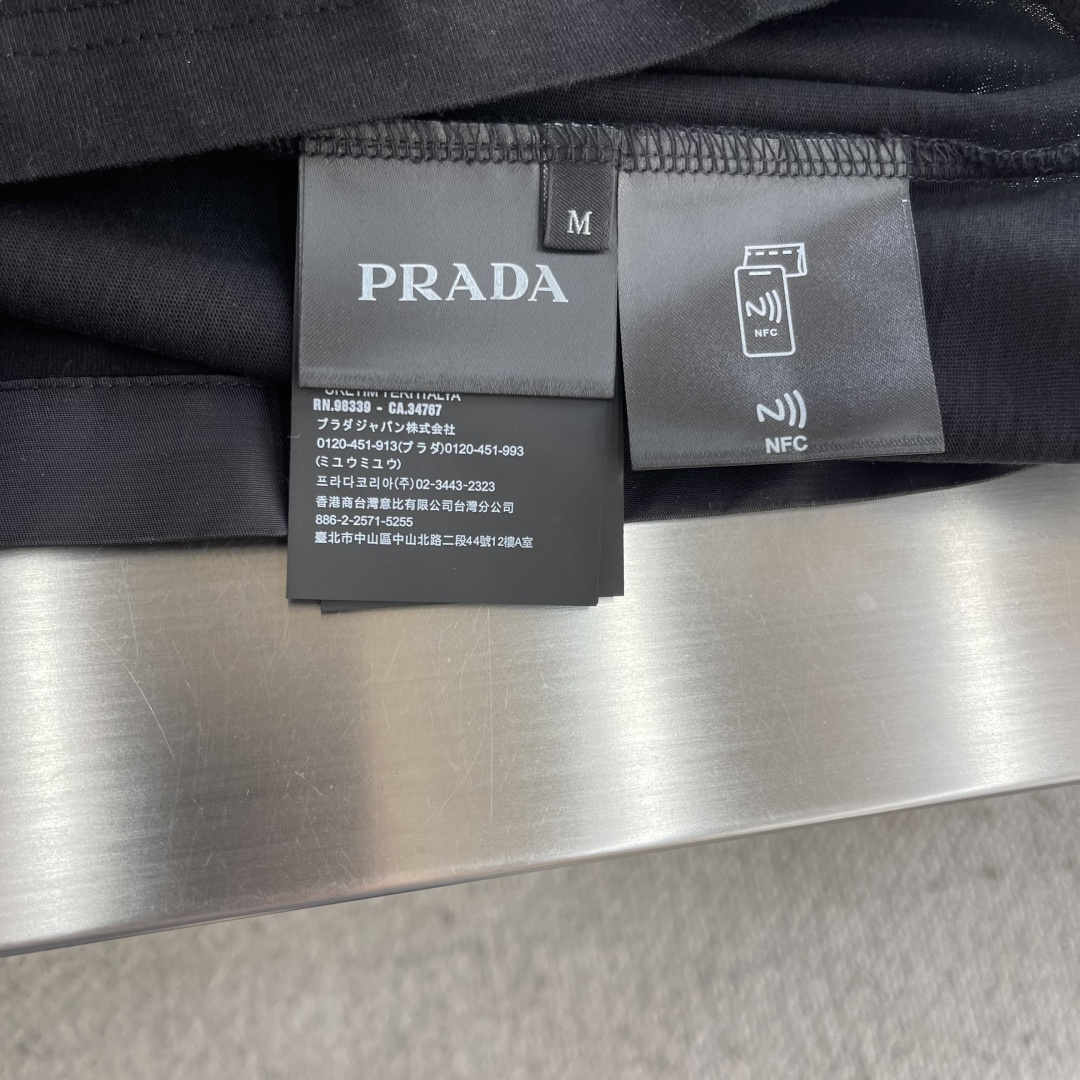 M
PRADA
NFC
NFC
RN.98339 - CA.34767
プラダジャパン株式会社
0120-451-913(プラダ)0120-451-993
(ミユウミユウ)
프라다코리아(주)02-3443-2323
香港商台灣意比有限公司台灣分公司
886-2-2571-5255
臺北市中山區中山北路二段44號12樓A室